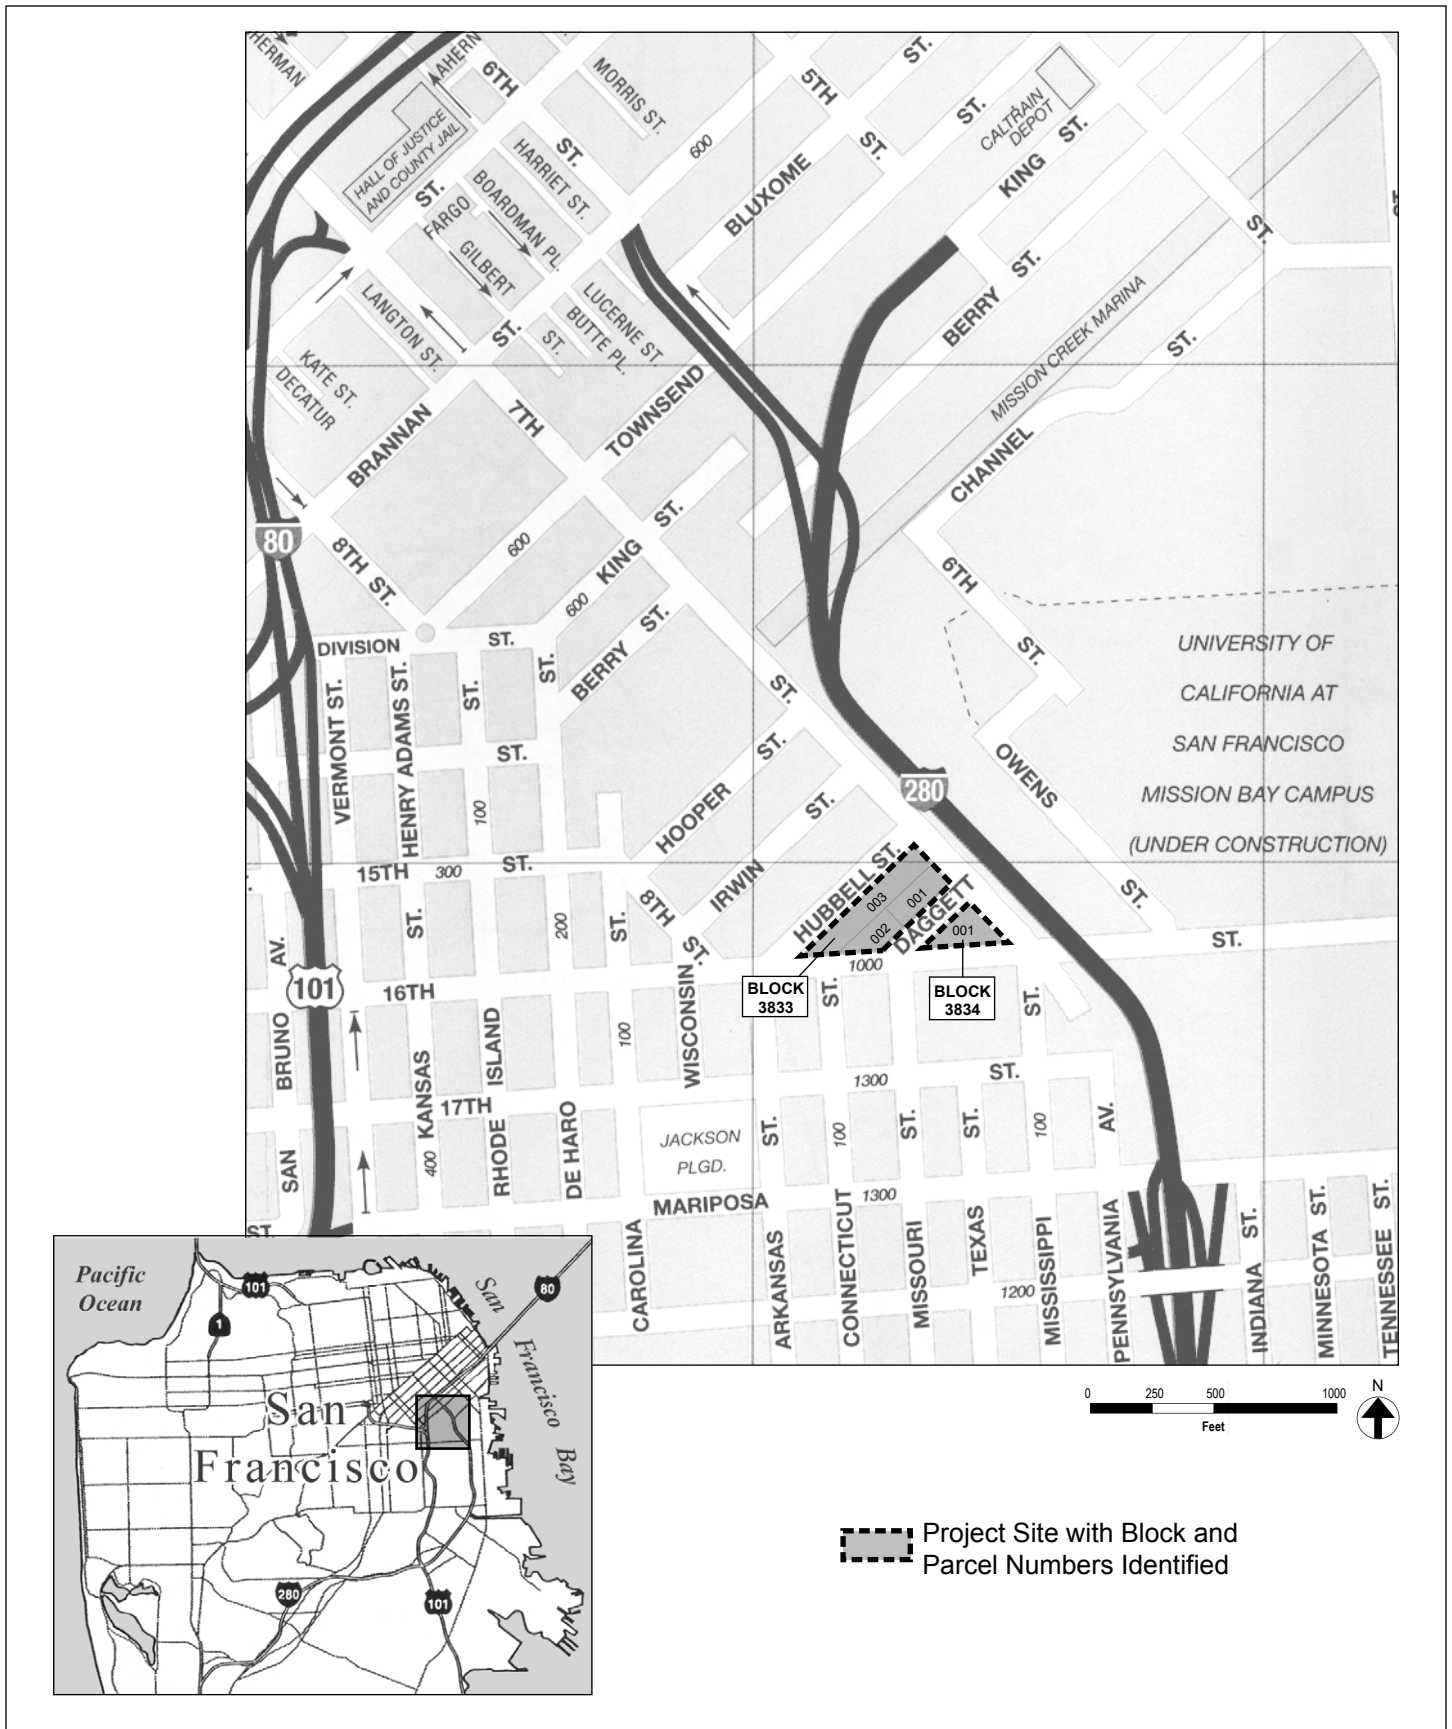 HERMAN
AHERN
6TH
ST.
MORRIS ST.
5TH
ST.
ST.
ST.
CALTRAIN
DEPOT
KING
ST.
HALL OF JUSTICE
AND COUNTY JAIL
HARRIET ST.
600
BLUXOME
ST.
FARGO
BOARDMAN PL.
GILBERT
ST.
LANGTON ST.
ST.
ST.
LUCERNE ST.
BUTTE PL.
BERRY
ST.
MISSION CREEK MARINA
ST.
KATE ST.
DECATUR
BRANNAN
7TH
TOWNSEND
CHANNEL
80
8TH ST.
600
KING
ST.
600
6TH
ST.
DIVISION
ST.
ST.
BERRY
ST.
UNIVERSITY OF
CALIFORNIA AT
SAN FRANCISCO
MISSION BAY CAMPUS
(UNDER CONSTRUCTION)
VERMONT ST.
HENRY ADAMS ST.
ST.
ST.
100
ST.
HOOPER
ST.
IRWIN
ST.
280
OWENS
ST.
15TH
300
ST.
8TH
ST.
HUBBELL ST.
003
001
002
DAGGETT
001
ST.
200
ST.
ST.
AV.
101
16TH
1000
BLOCK
3833
BLOCK
3834
ST.
ST.
BRUNO
SAN
KANSAS
400
RHODE
ISLAND
DE HARO
100
WISCONSIN
17TH
1300
ST.
JACKSON
PLGD.
ST.
100
ST.
ST.
100
AV.
MARIPOSA
1300
ST.
CAROLINA
ARKANSAS
CONNECTICUT
MISSOURI
TEXAS
MISSISSIPPI
1200
PENNSYLVANIA
INDIANA
ST.
MINNESOTA ST.
TENNESSEE ST.
Pacific
Ocean
101
1
80
San
Francisco
Bay
San
Francisco
280
101
0
250
500
1000
Feet
N
Project Site with Block and
Parcel Numbers Identified